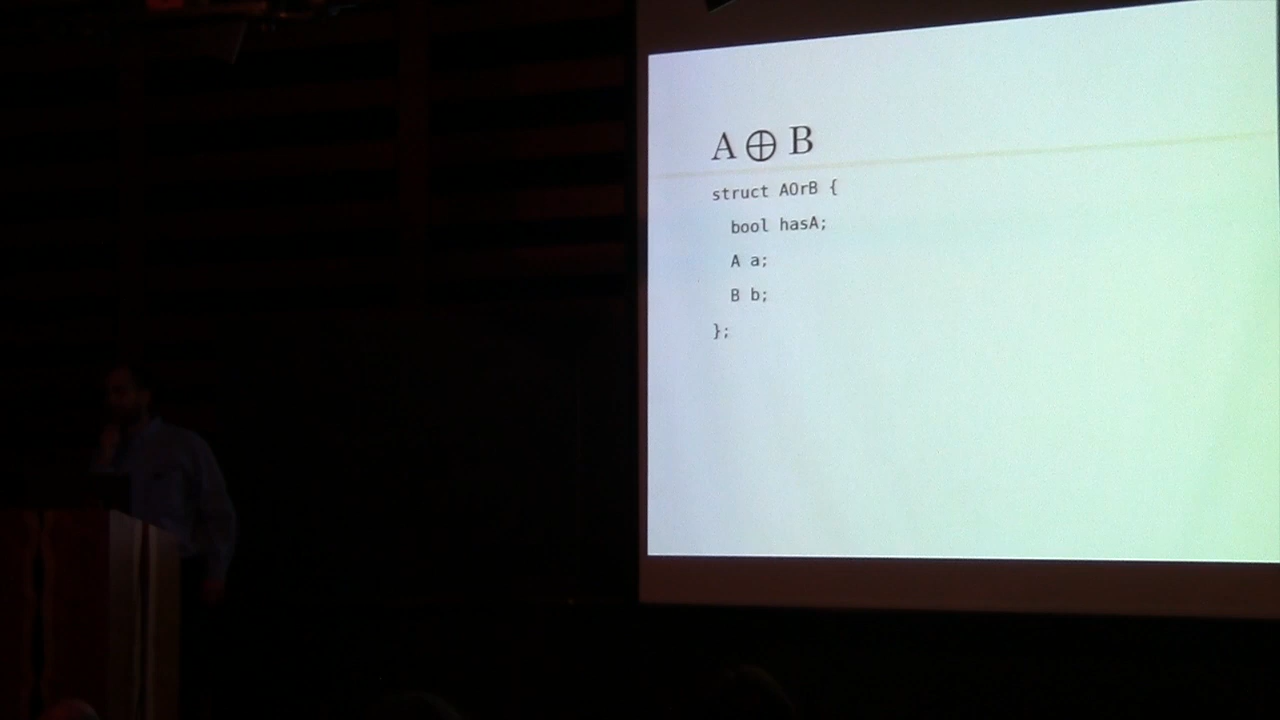 A ⊕ B
struct AOrB {
bool hasA;
A a;
B b;
};